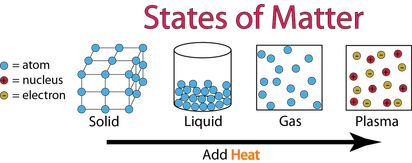 States of Matter
= atom
= nucleus
= electron
Solid Liquid Gas Plasma
Add Heat